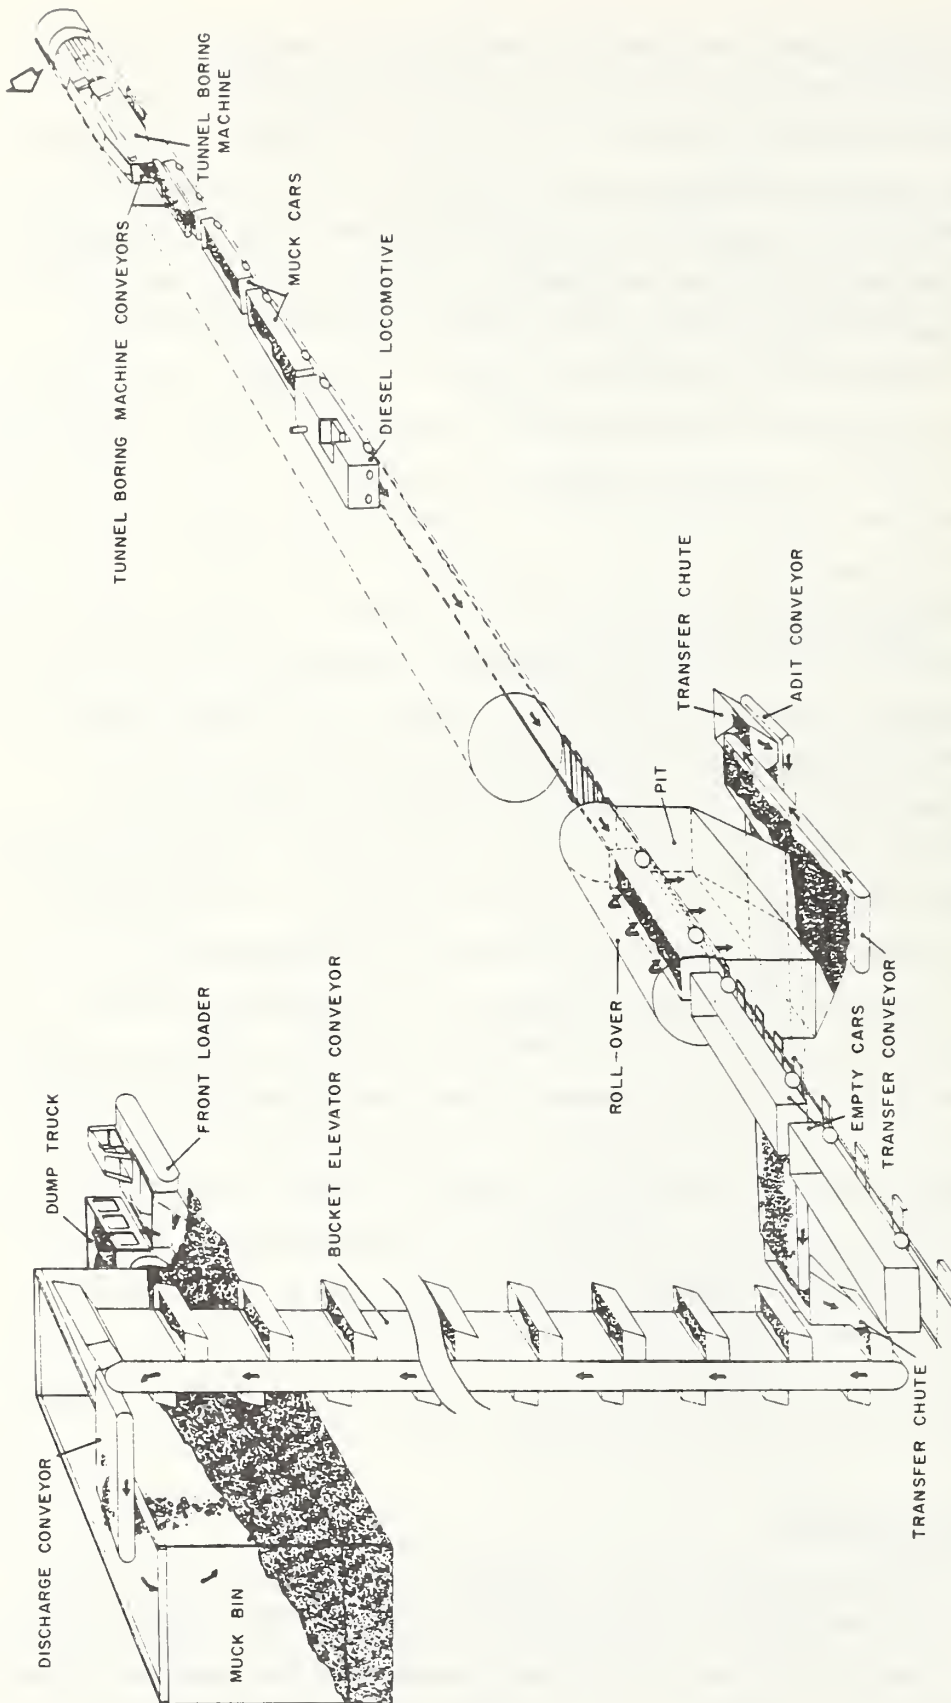 TUNNEL BORING
MACHINE
TUNNEL BORING MACHINE CONVEYORS
MUCK CARS
DIESEL LOCOMOTIVE
TRANSFER CHUTE
ADIT CONVEYOR
PIT
ROLL-OVER
EMPTY CARS
TRANSFER CONVEYOR
DUMP TRUCK
FRONT LOADER
BUCKET ELEVATOR CONVEYOR
DISCHARGE CONVEYOR
MUCK BIN
TRANSFER CHUTE